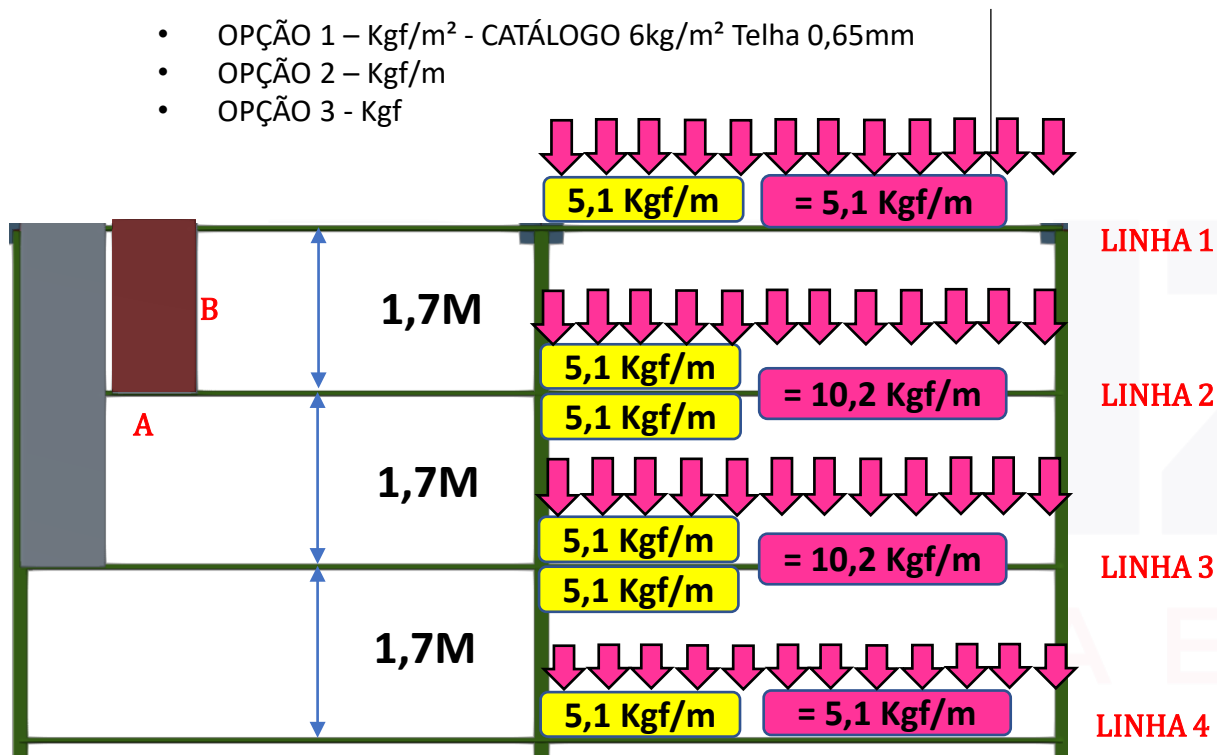 • OPÇÃO 1 – Kgf/m² - CATÁLOGO 6kg/m² Telha 0,65mm
• OPÇÃO 2 – Kgf/m
• OPÇÃO 3 - Kgf
5,1 Kgf/m
= 5,1 Kgf/m
LINHA 1
B
1,7M
5,1 Kgf/m
= 10,2 Kgf/m
LINHA 2
5,1 Kgf/m
A
1,7M
5,1 Kgf/m
= 10,2 Kgf/m
LINHA 3
5,1 Kgf/m
1,7M
5,1 Kgf/m
= 5,1 Kgf/m
LINHA 4